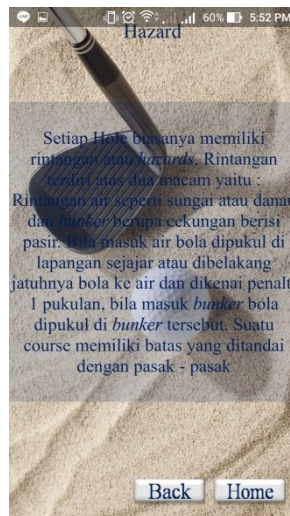 60% 5:52 PM
Hazard
Setiap Hole biasanya memiliki
rintangan atau hazards. Rintangan
terdiri atas dua macam yaitu :
Rintangan air seperti sungai atau danau
dan bunker berupa cekungan berisi
pasir. Bila masuk air bola dipukul di
lapangan sejajar atau dibelakang
jatuhnya bola ke air dan dikenai penalti
1 pukulan, bila masuk bunker bola
dipukul di bunker tersebut. Suatu
course memiliki batas yang ditandai
dengan pasak - pasak
Back Home